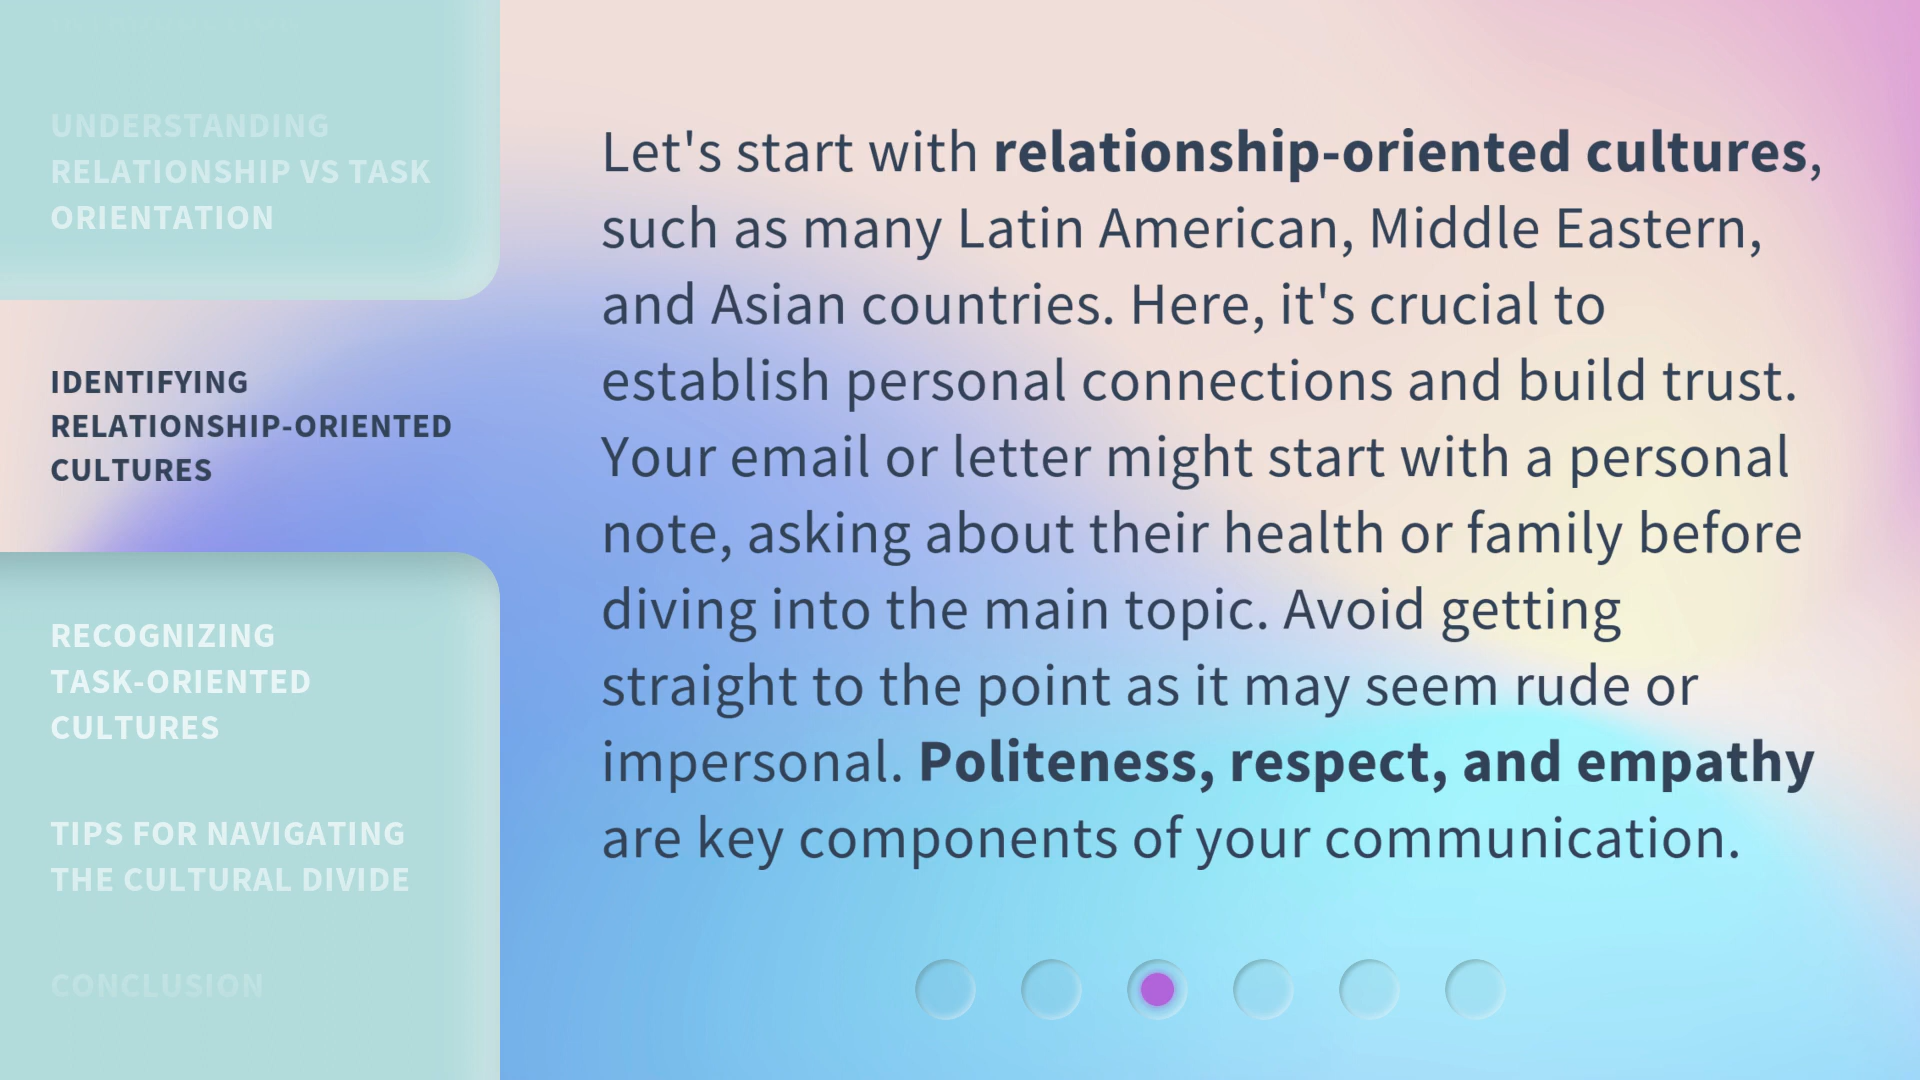 INTRODUCTION
UNDERSTANDING
RELATIONSHIP VS TASK
ORIENTATION
IDENTIFYING
RELATIONSHIP-ORIENTED
CULTURES
RECOGNIZING
TASK-ORIENTED
CULTURES
TIPS FOR NAVIGATING
THE CULTURAL DIVIDE
CONCLUSION
Let's start with relationship-oriented cultures,
such as many Latin American, Middle Eastern,
and Asian countries. Here, it's crucial to
establish personal connections and build trust.
Your email or letter might start with a personal
note, asking about their health or family before
diving into the main topic. Avoid getting
straight to the point as it may seem rude or
impersonal. Politeness, respect, and empathy
are key components of your communication.